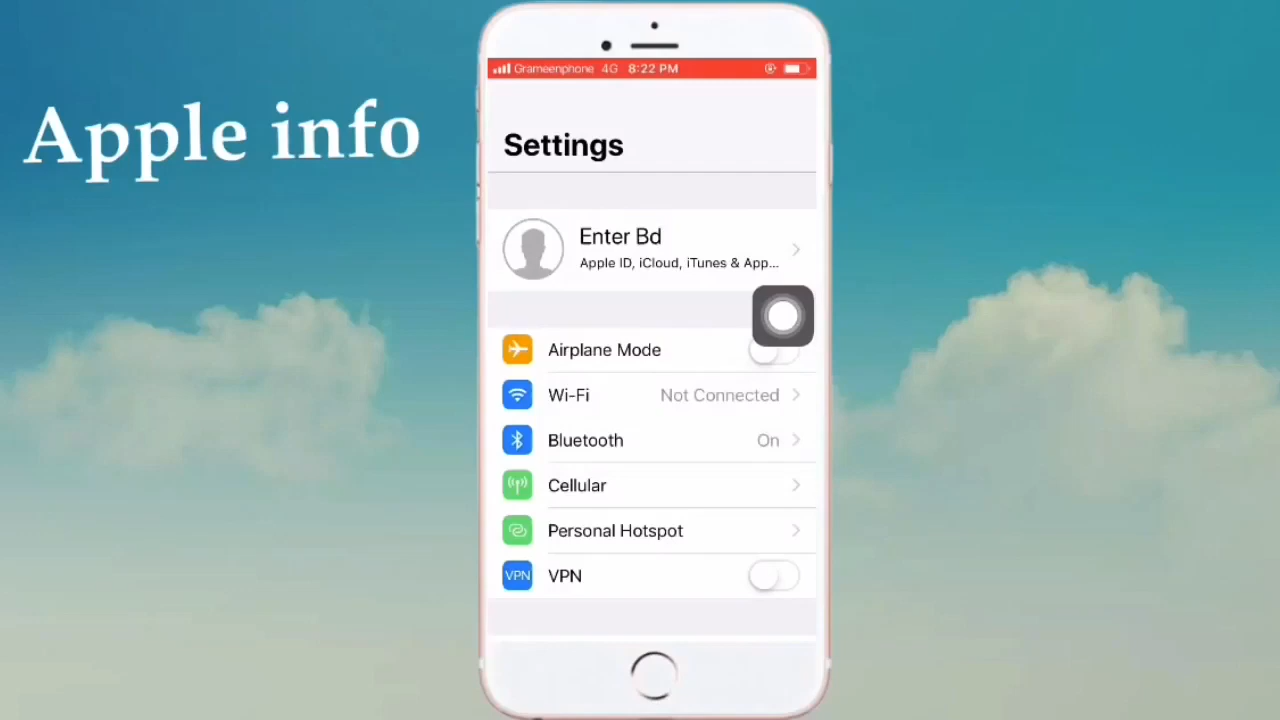 Apple info
Grameenphone 4G 8:22 PM
Settings
Enter Bd
Apple ID, iCloud, iTunes & App...
Airplane Mode
Wi-Fi Not Connected
Bluetooth On
Cellular
Personal Hotspot
VPN VPN